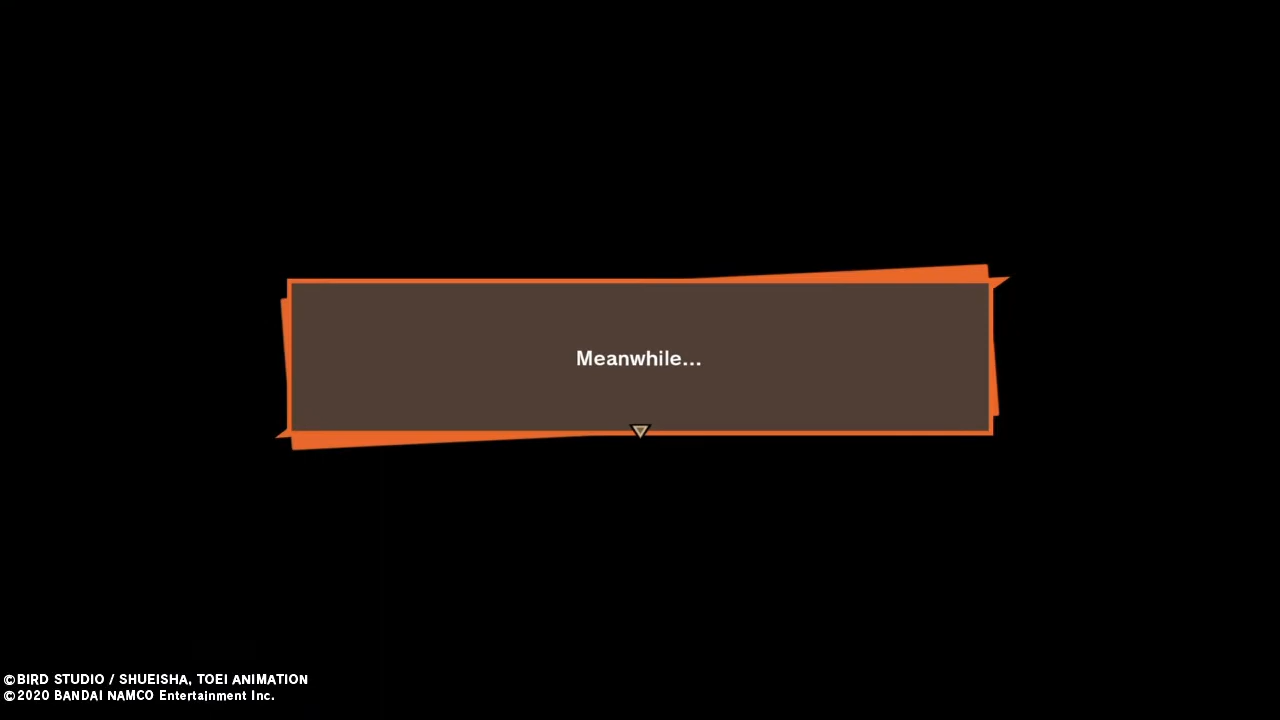 Meanwhile...
©BIRD STUDIO / SHUEISHA, TOEI ANIMATION
©2020 BANDAI NAMCO Entertainment Inc.